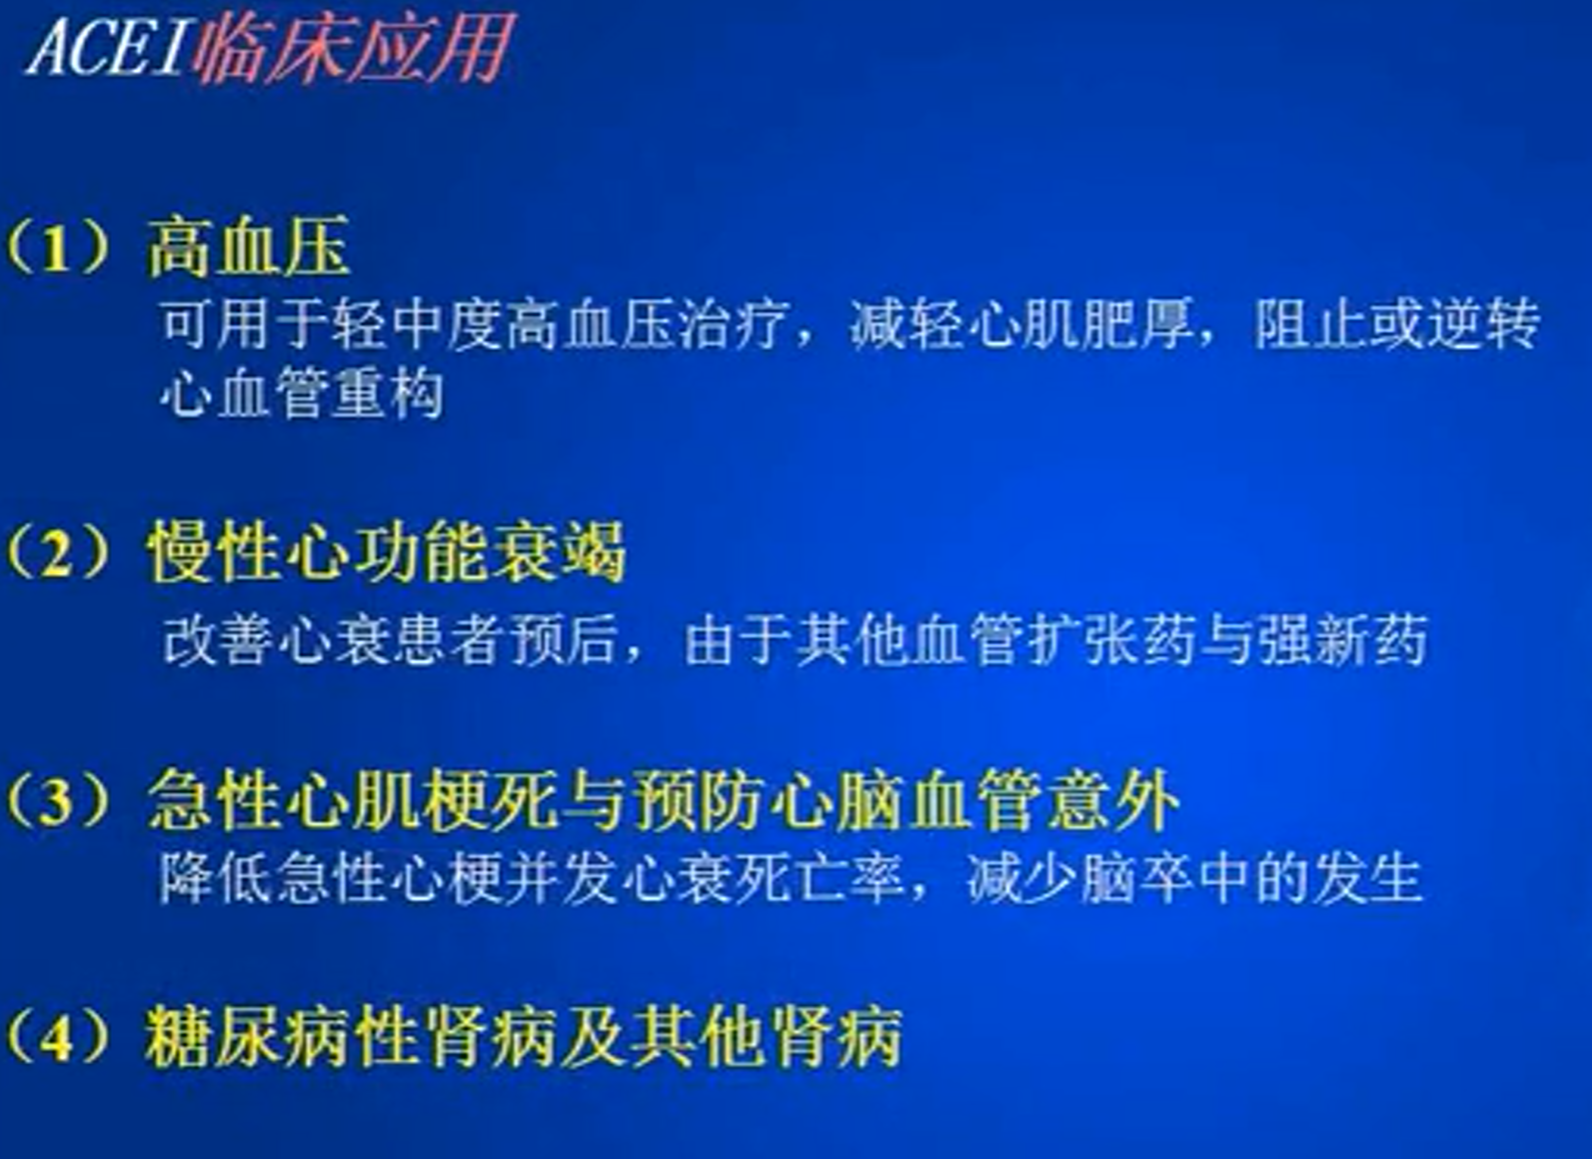 ACEI临床应用
（1）高血压
可用于轻中度高血压治疗，减轻心肌肥厚，阻止或逆转
心血管重构
（2）慢性心功能衰竭
改善心衰患者预后，由于其他血管扩张药与强新药
（3）急性心肌梗死与预防心脑血管意外
降低急性心梗并发心衰死亡率，减少脑卒中的发生
（4）糖尿病性肾病及其他肾病